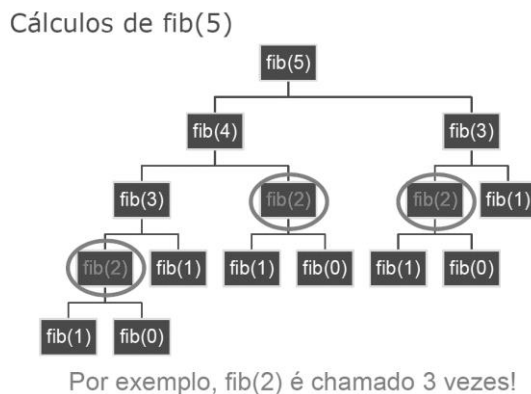 Cálculos de fib(5)
fib(5)
fib(4) fib(3)
fib(3) fib(2) fib(2) fib(1)
fib(2) fib(1) fib(1) fib(0) fib(1) fib(0)
fib(1) fib(0)
Por exemplo, fib(2) é chamado 3 vezes!